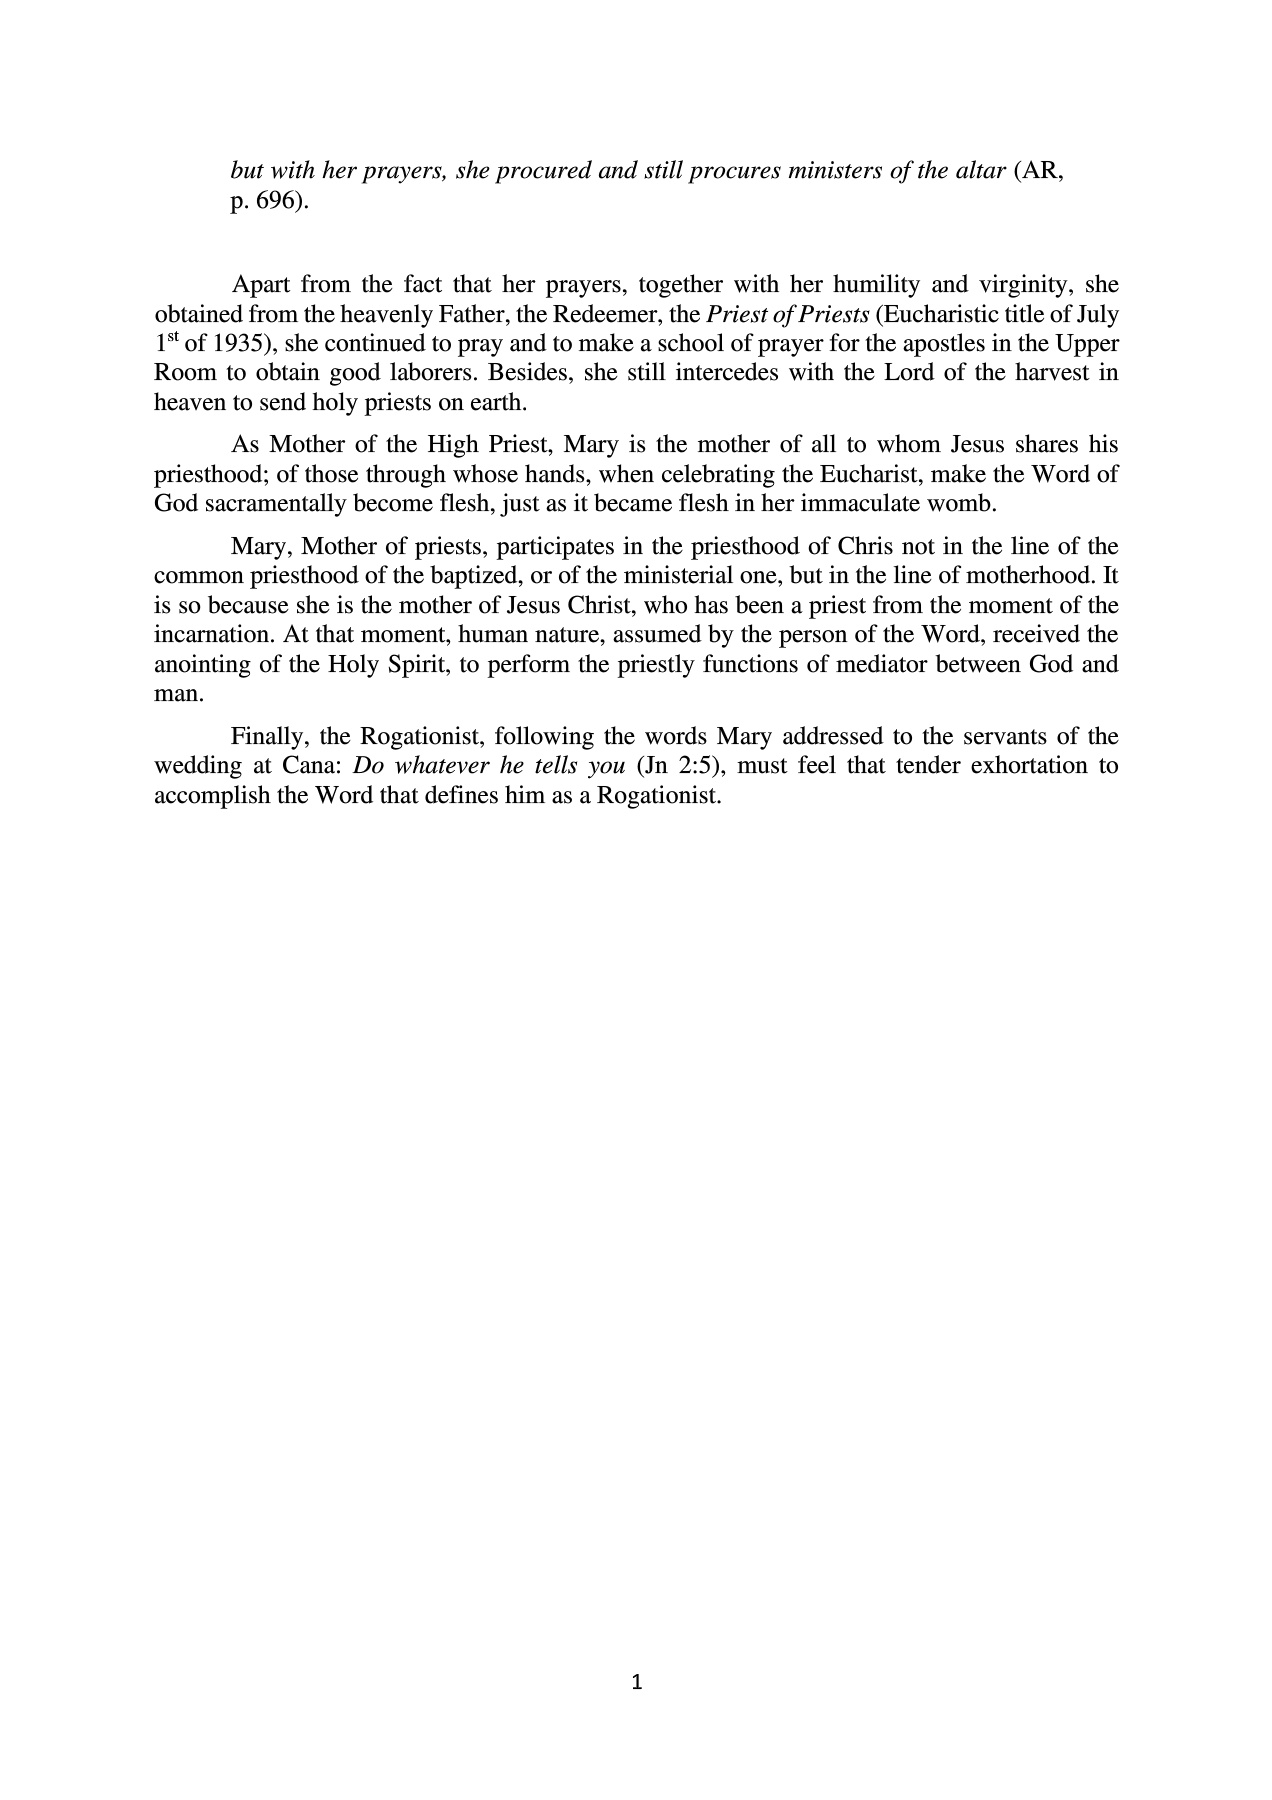 but with her prayers, she procured and still procures ministers of the altar (AR,
p. 696).
Apart from the fact that her prayers, together with her humility and virginity, she
obtained from the heavenly Father, the Redeemer, the Priest of Priests (Eucharistic title of July
1st of 1935), she continued to pray and to make a school of prayer for the apostles in the Upper
Room to obtain good laborers. Besides, she still intercedes with the Lord of the harvest in
heaven to send holy priests on earth.
As Mother of the High Priest, Mary is the mother of all to whom Jesus shares his
priesthood; of those through whose hands, when celebrating the Eucharist, make the Word of
God sacramentally become flesh, just as it became flesh in her immaculate womb.
Mary, Mother of priests, participates in the priesthood of Chris not in the line of the
common priesthood of the baptized, or of the ministerial one, but in the line of motherhood. It
is so because she is the mother of Jesus Christ, who has been a priest from the moment of the
incarnation. At that moment, human nature, assumed by the person of the Word, received the
anointing of the Holy Spirit, to perform the priestly functions of mediator between God and
man.
Finally, the Rogationist, following the words Mary addressed to the servants of the
wedding at Cana: Do whatever he tells you (Jn 2:5), must feel that tender exhortation to
accomplish the Word that defines him as a Rogationist.
1